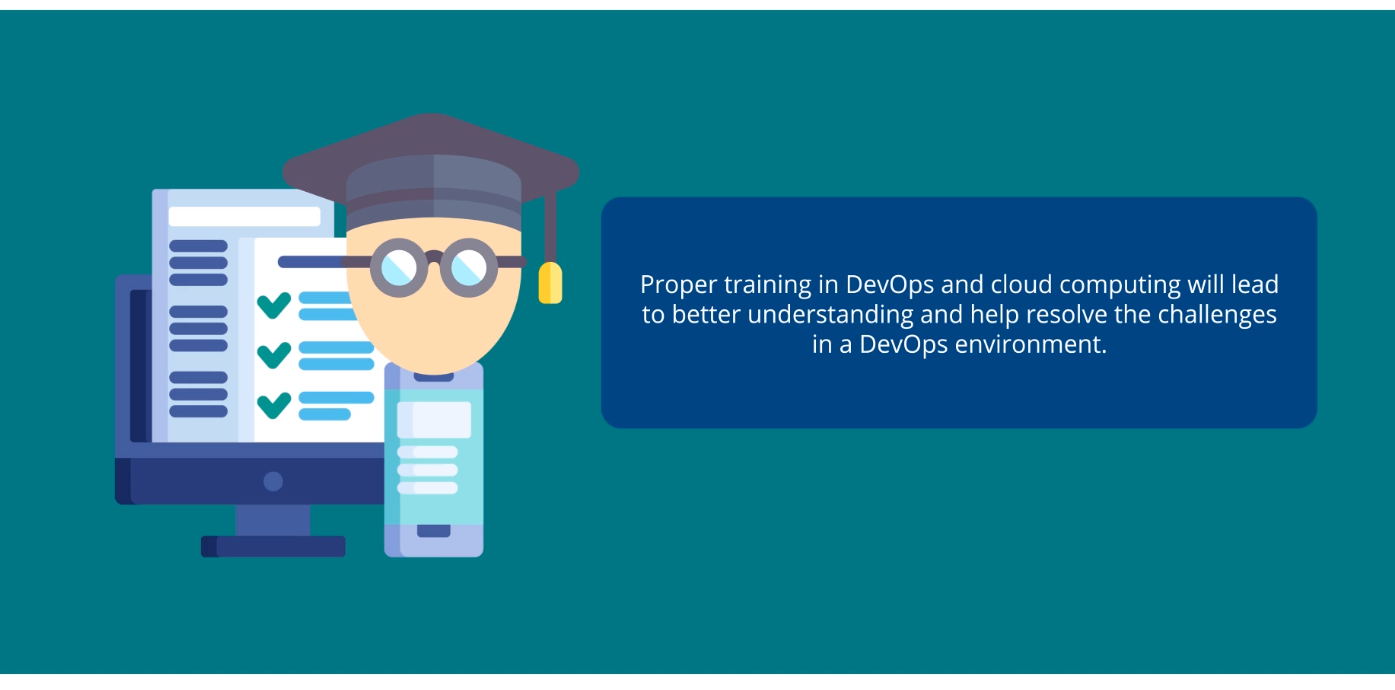 Proper training in DevOps and cloud computing will lead
to better understanding and help resolve the challenges
in a DevOps environment.